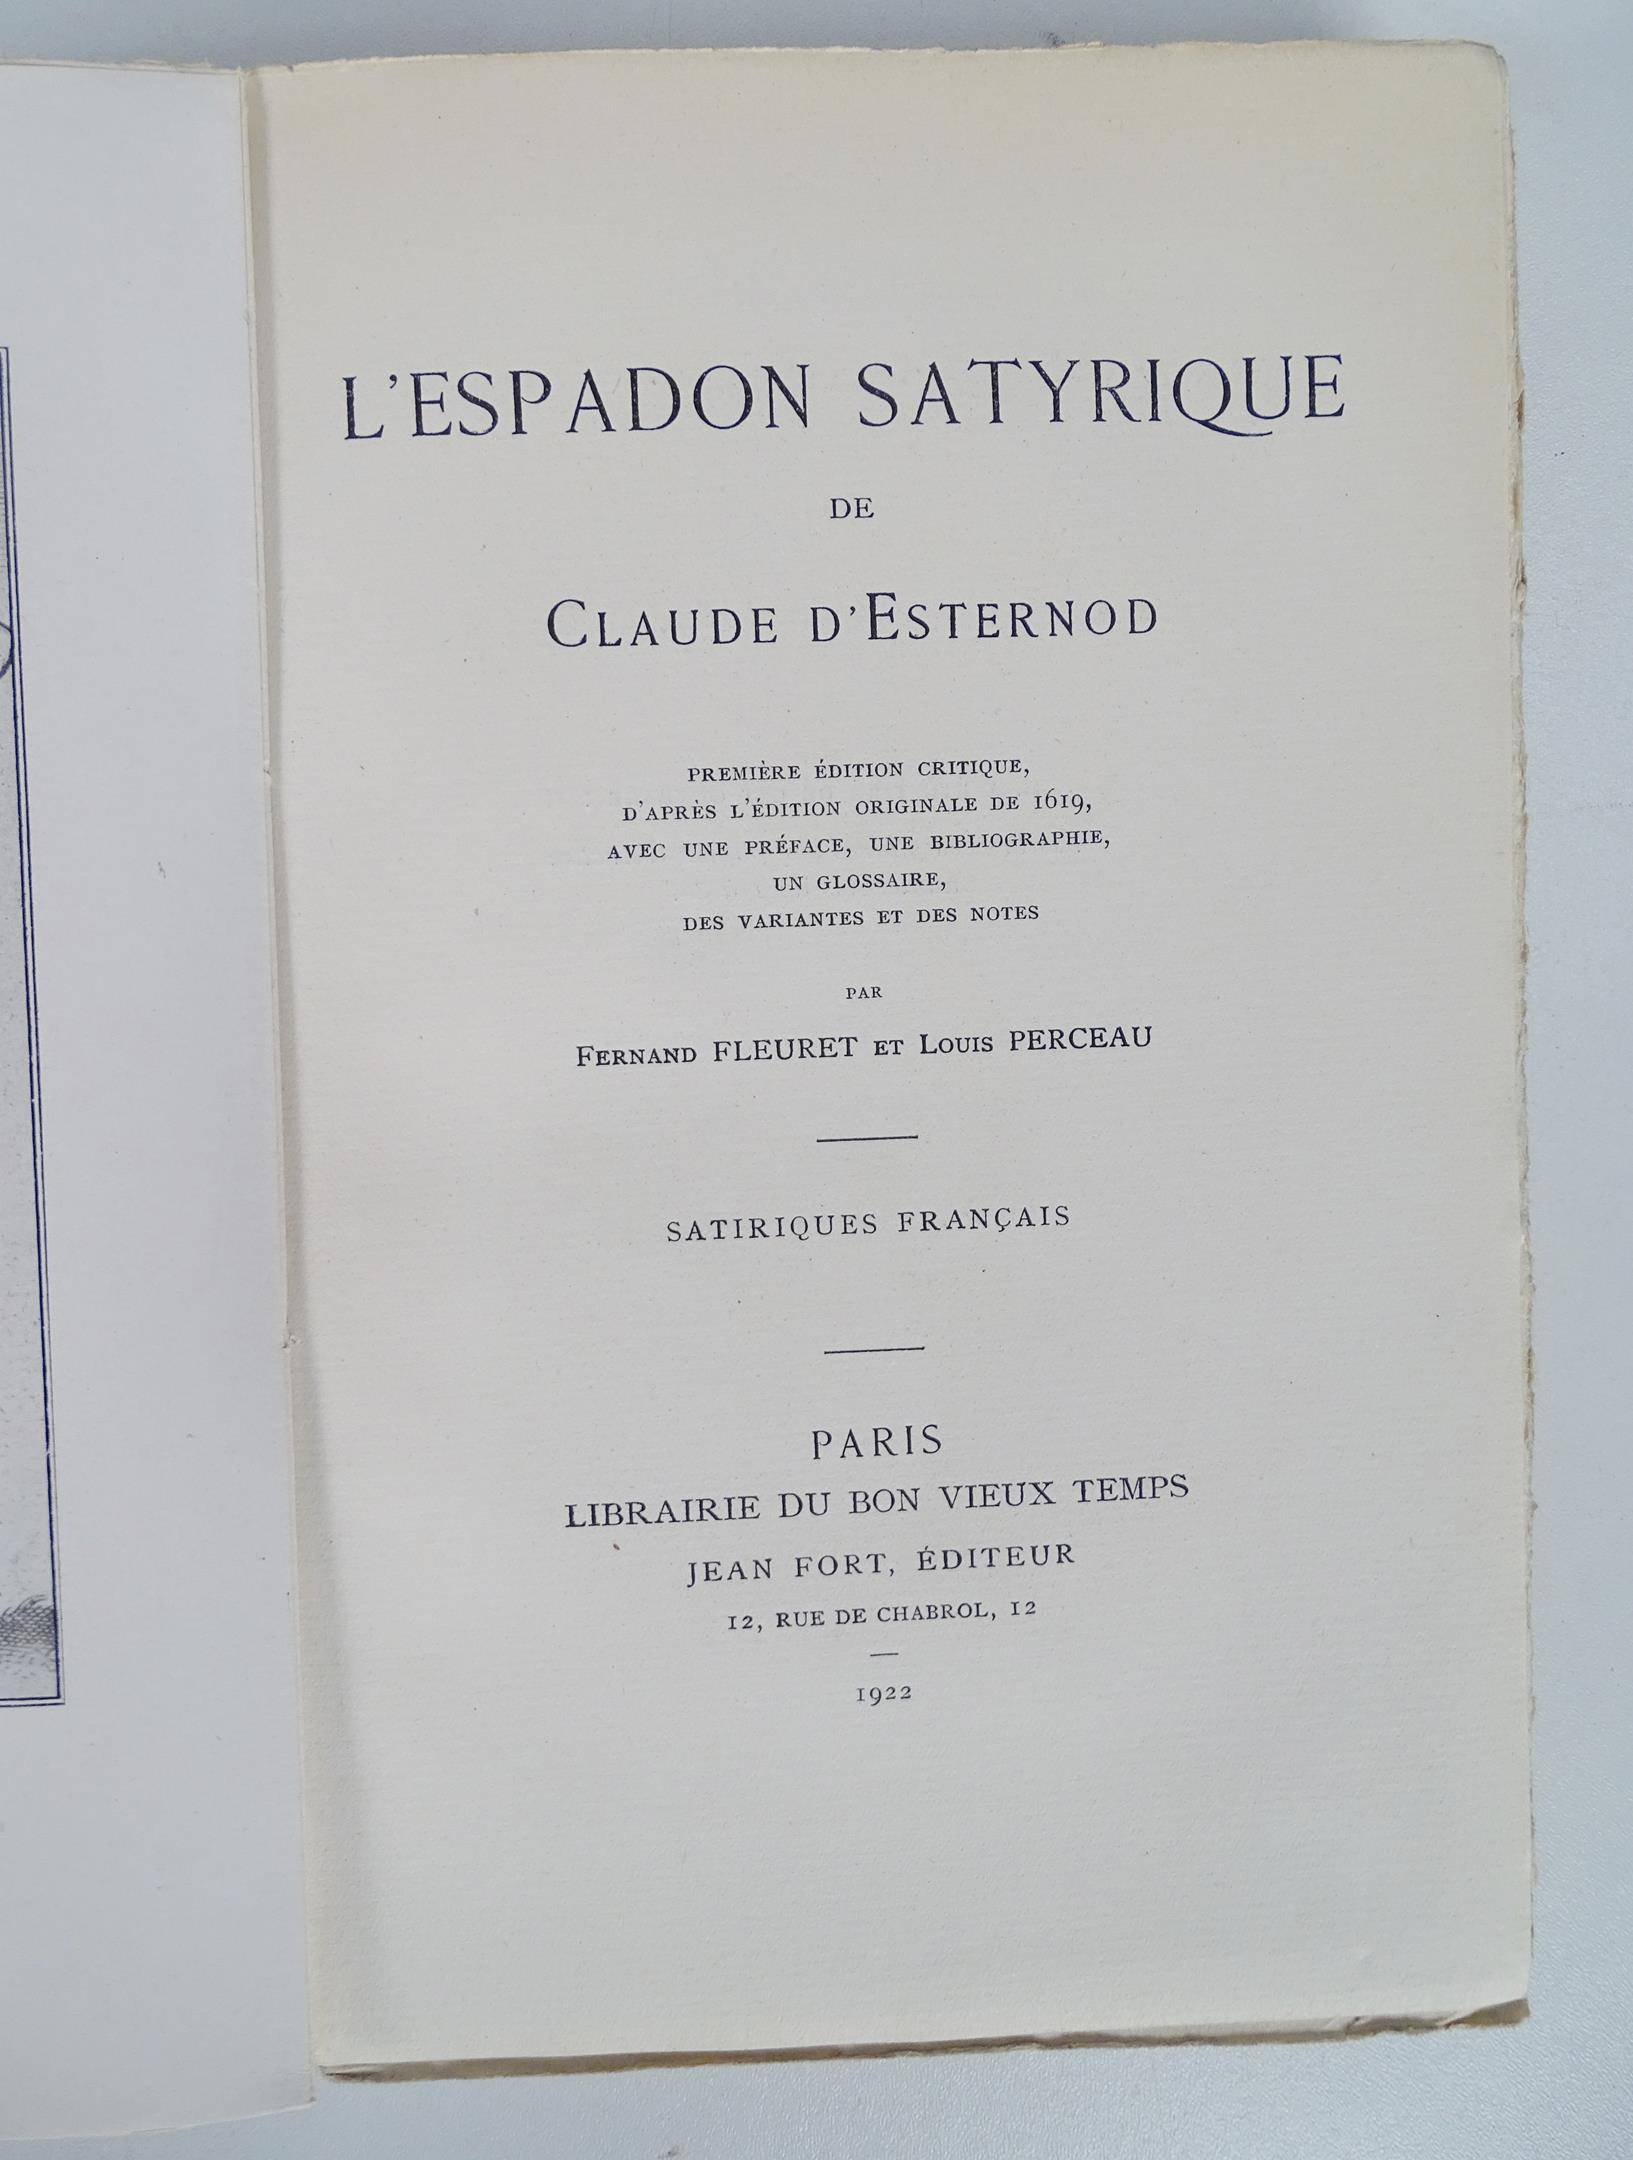 L'ESPADON SATYRIQUE
DE
CLAUDE D'ESTERNOD
PREMIÈRE ÉDITION CRITIQUE,
D'APRÈS L'ÉDITION ORIGINALE DE 1619,
AVEC UNE PRÉFACE, UNE BIBLIOGRAPHIE,
UN GLOSSAIRE,
DES VARIANTES ET DES NOTES
PAR
FERNAND FLEURET ET LOUIS PERCEAU
SATIRIQUES FRANÇAIS
PARIS
LIBRAIRIE DU BON VIEUX TEMPS
JEAN FORT, ÉDITEUR
12, RUE DE CHABROL, 12
1922